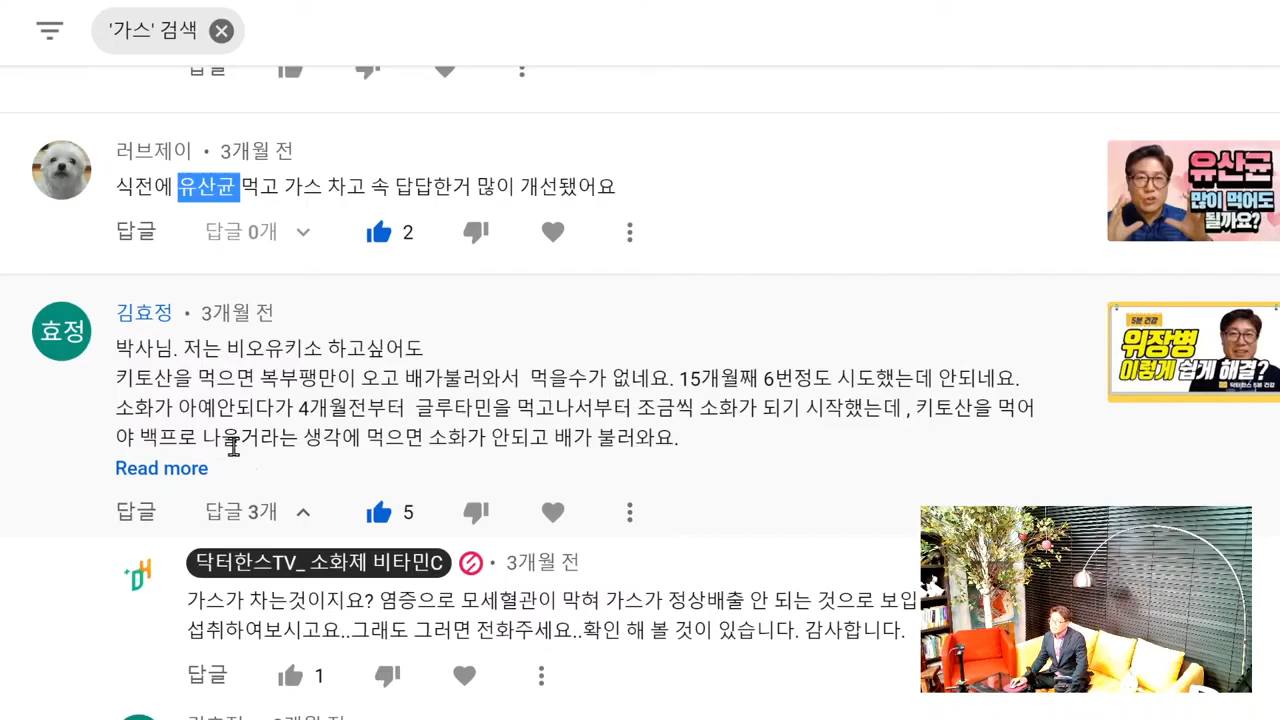 '가스' 검색
답글
러브제이 • 3개월 전
식전에 유산균 먹고 가스 차고 속 답답한거 많이 개선됐어요
답글 답글 0개 2
유산균
많이 먹어도
될까요?
효정
김효정 • 3개월 전
박사님. 저는 비오유키소 하고싶어도
키토산을 먹으면 복부팽만이 오고 배가불러와서 먹을수가 없네요. 15개월째 6번정도 시도했는데 안되네요.
소화가 아예안되다가 4개월전부터 글루타민을 먹고나서부터 조금씩 소화가 되기 시작했는데 , 키토산을 먹어
야 백프로 나을거라는 생각에 먹으면 소화가 안되고 배가 불러와요.
Read more
답글 답글 3개 5
5분 건강
위장병
이렇게 쉽게 해결?
닥터한스 5분 건강
닥터한스TV_ 소화제 비타민C • 3개월 전
가스가 차는것이지요? 염증으로 모세혈관이 막혀 가스가 정상배출 안 되는 것으로 보입
섭취하여보시고요..그래도 그러면 전화주세요..확인 해 볼 것이 있습니다. 감사합니다.
답글 1